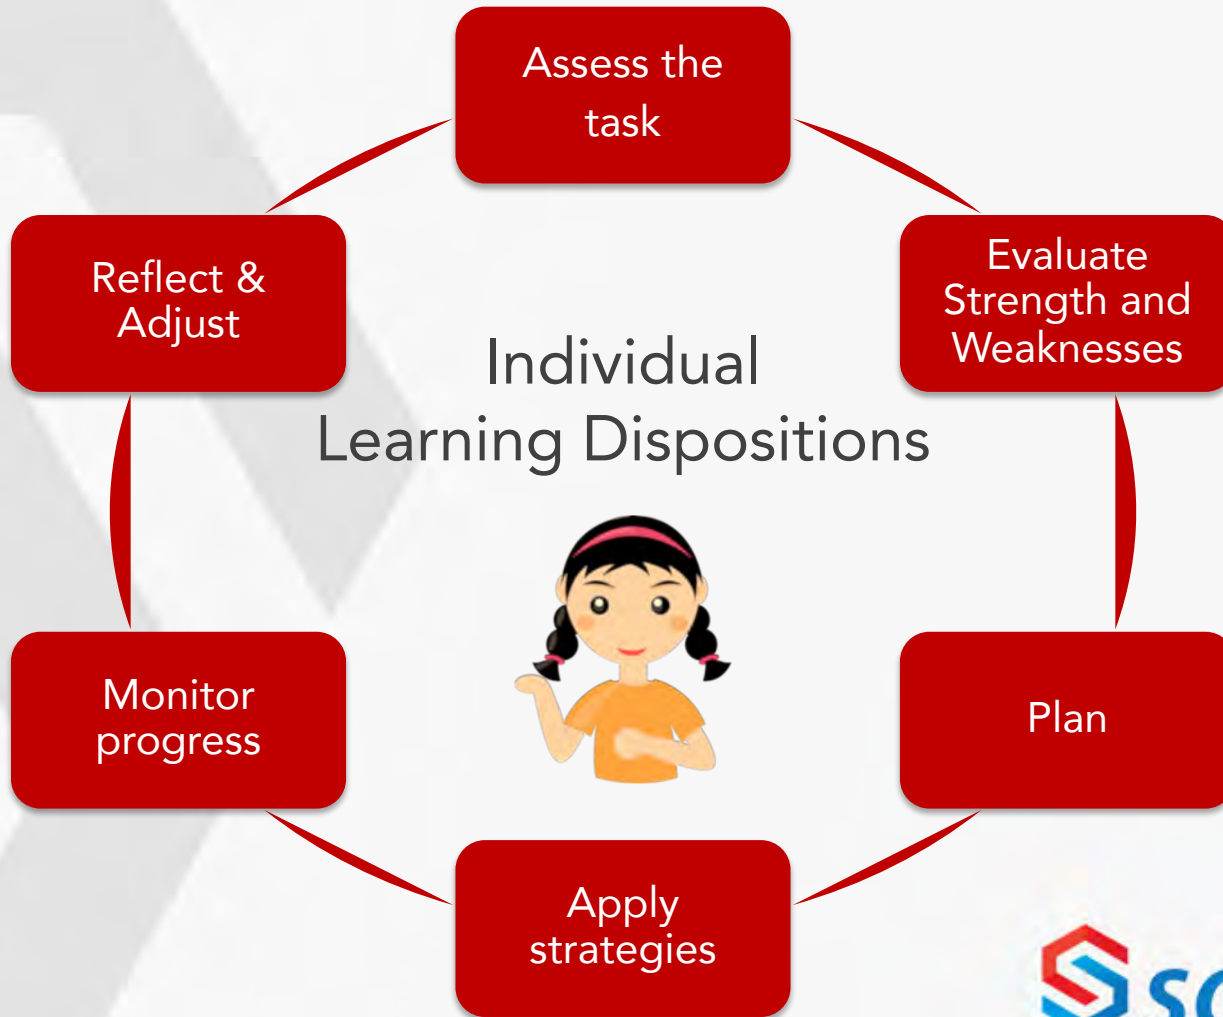 Assess the
task
Evaluate
Strength and
Weaknesses
Plan
Apply
strategies
Monitor
progress
Reflect &
Adjust
Individual
Learning Dispositions